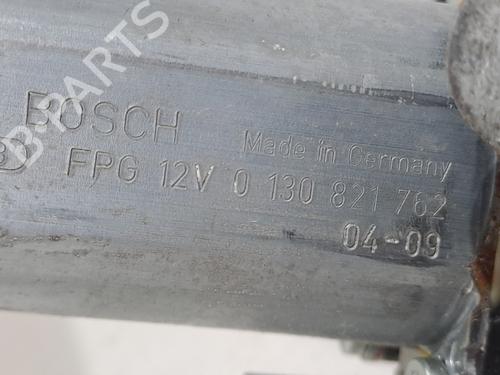 BOSCH
Made in Germany
FPG 12V 0 130 821 762
04-09
B-PARTS